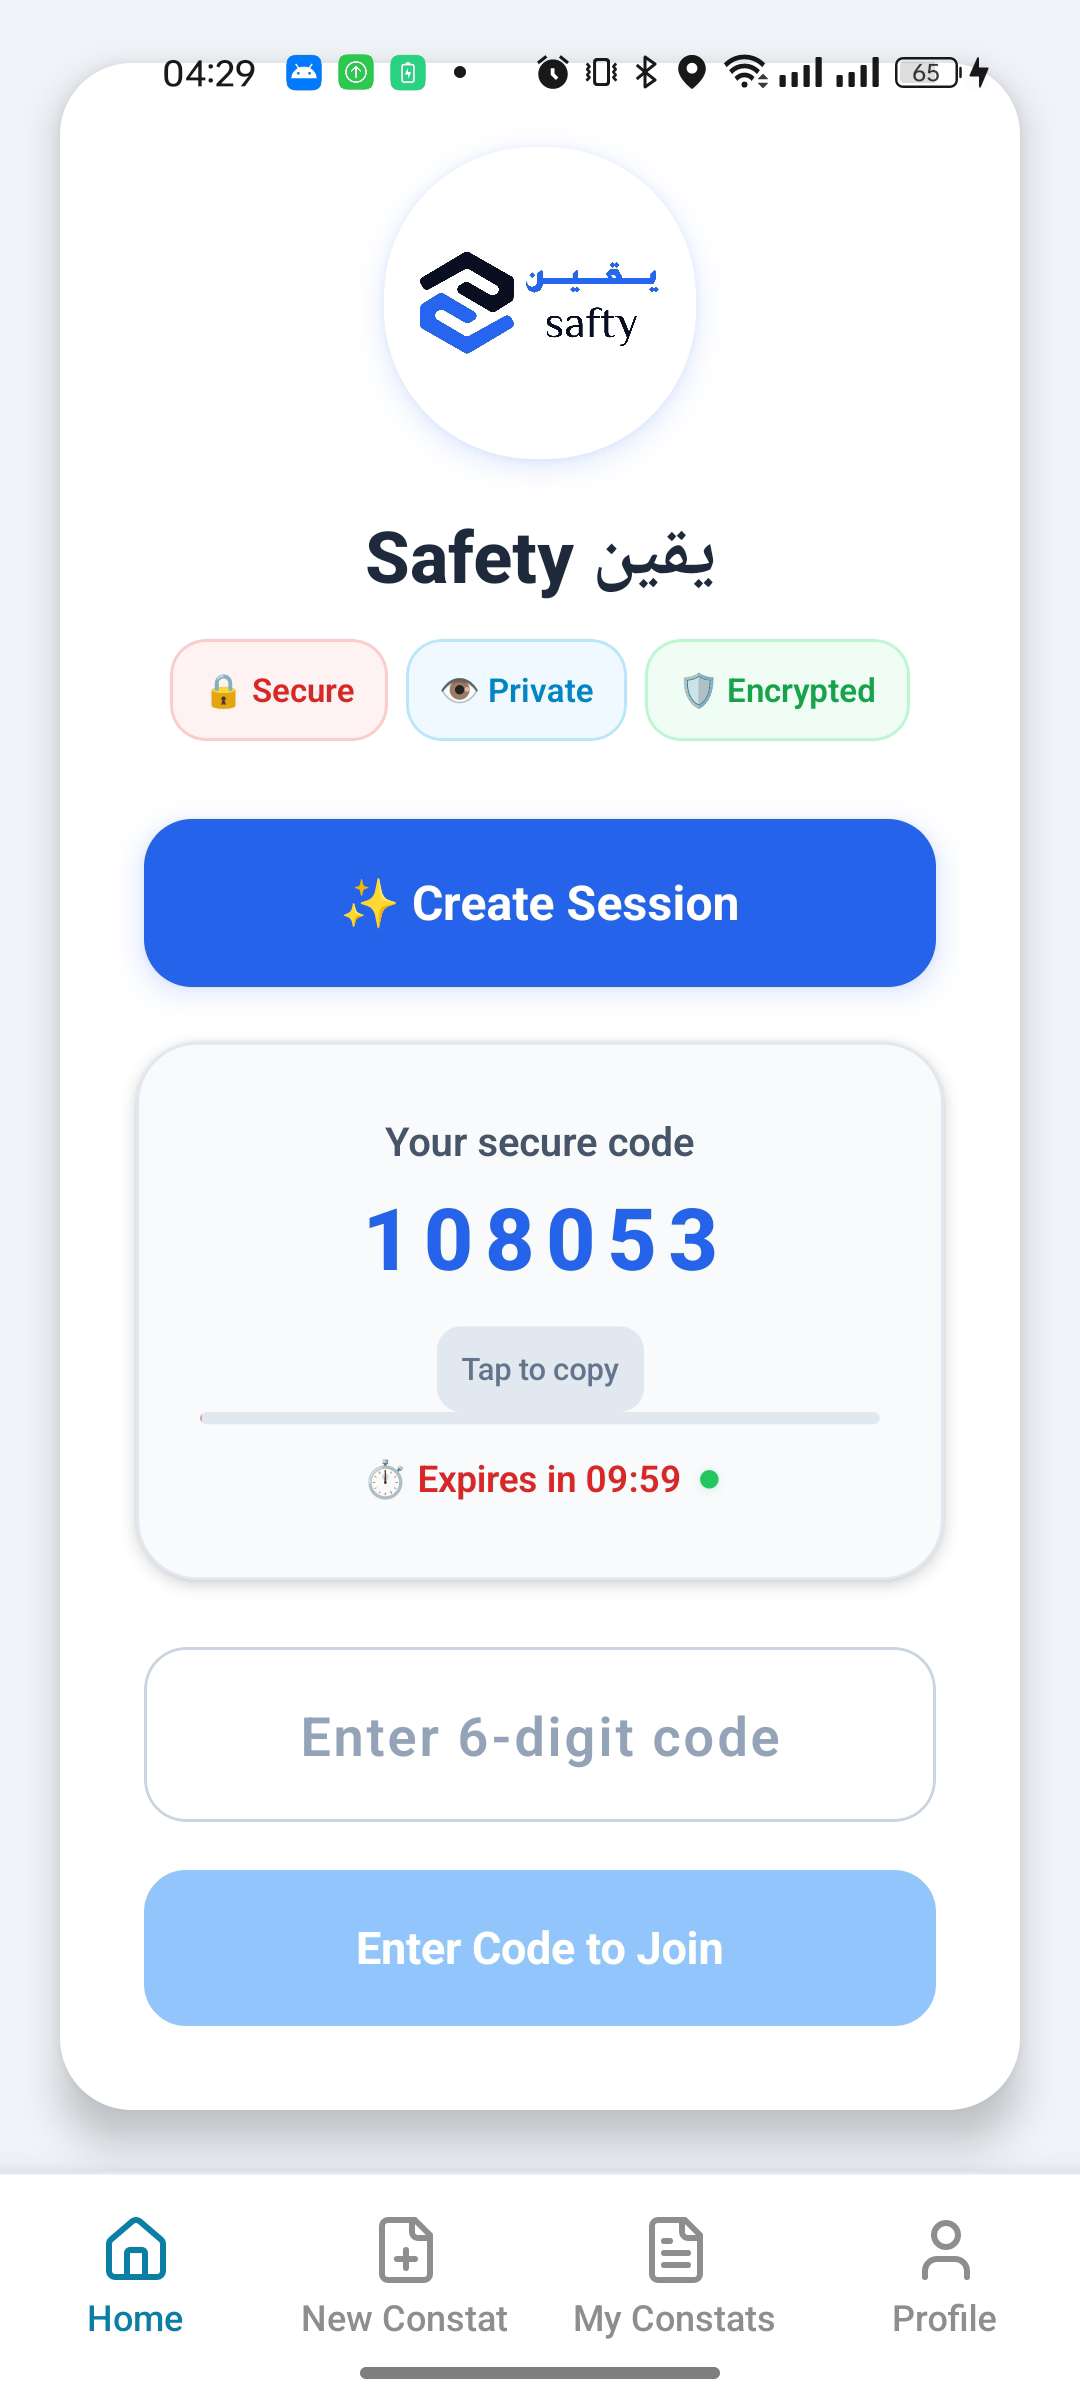 04:29
65
يقين
safty
Safety يقين
🔒 Secure
👁️ Private
🛡️ Encrypted
✨ Create Session
Your secure code
108053
Tap to copy
⏱️ Expires in 09:59
Enter 6-digit code
Enter Code to Join
Home
New Constat
My Constats
Profile